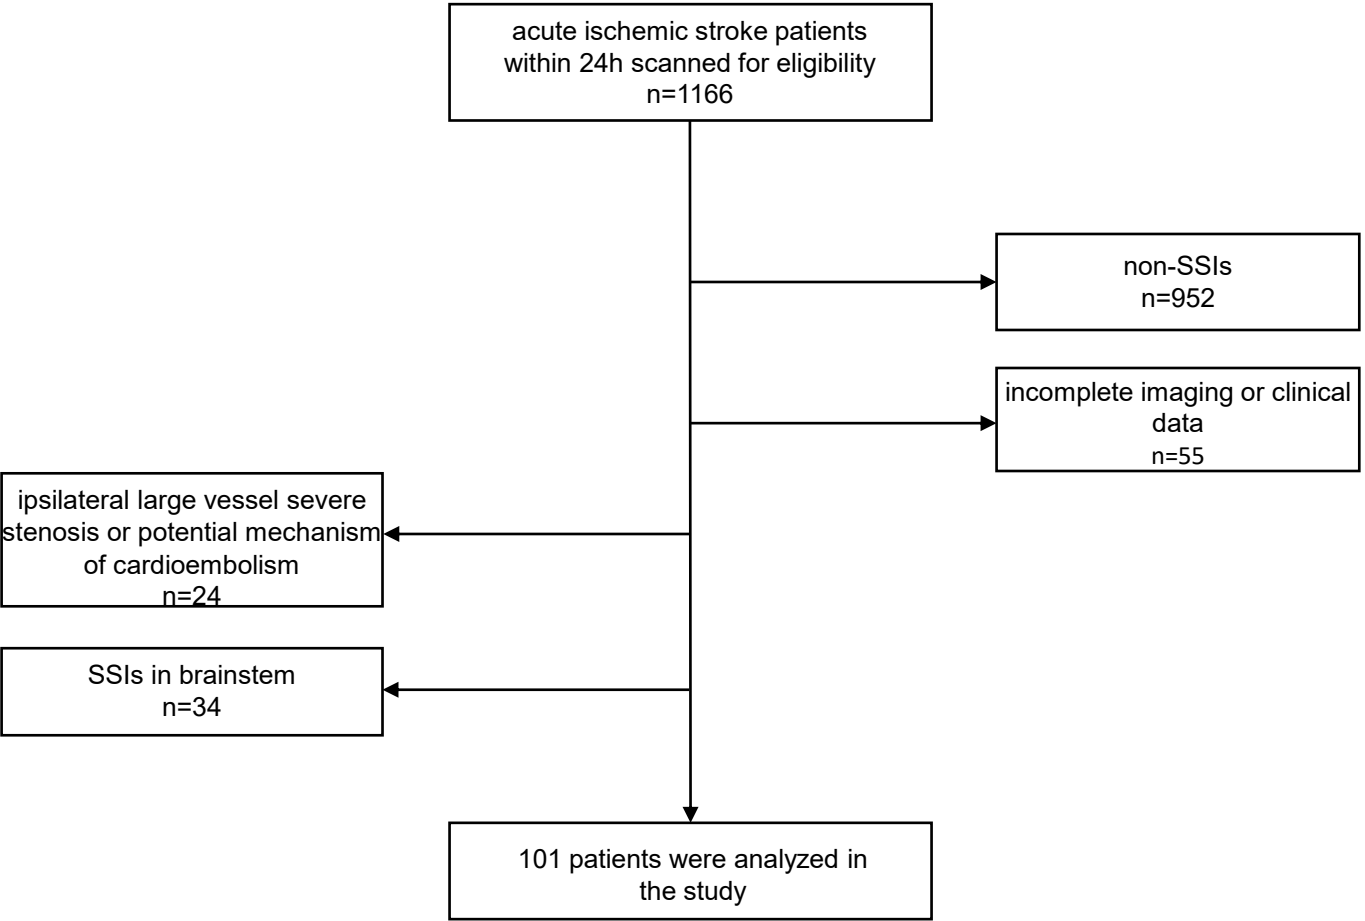 acute ischemic stroke patients
within 24h scanned for eligibility
n=1166
non-SSIs
n=952
incomplete imaging or clinical
data
n=55
ipsilateral large vessel severe
stenosis or potential mechanism
of cardioembolism
n=24
SSIs in brainstem
n=34
101 patients were analyzed in
the study